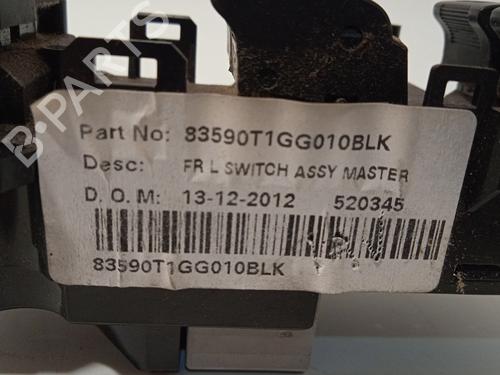 Part No: 83590T1GG010BLK
Desc: FR L SWITCH ASSY MASTER
D. O. M: 13-12-2012 520345
83590T1GG010BLK
B-PARTS